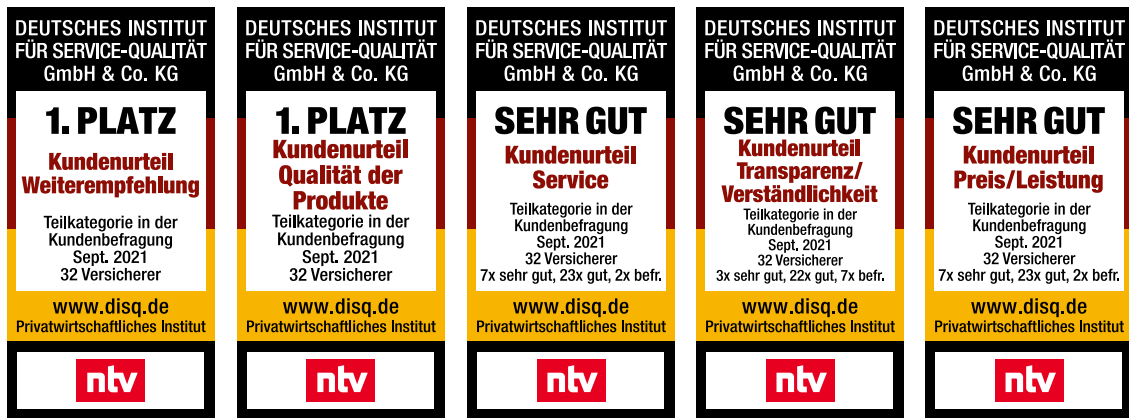 DEUTSCHES INSTITUT
FÜR SERVICE-QUALITÄT
GmbH & Co. KG
1. PLATZ
Kundenurteil
Weiterempfehlung
Teilkategorie in der
Kundenbefragung
Sept. 2021
32 Versicherer
www.disq.de
Privatwirtschaftliches Institut
ntv
DEUTSCHES INSTITUT
FÜR SERVICE-QUALITÄT
GmbH & Co. KG
1. PLATZ
Kundenurteil
Qualität der
Produkte
Teilkategorie in der
Kundenbefragung
Sept. 2021
32 Versicherer
www.disq.de
Privatwirtschaftliches Institut
ntv
DEUTSCHES INSTITUT
FÜR SERVICE-QUALITÄT
GmbH & Co. KG
SEHR GUT
Kundenurteil
Service
Teilkategorie in der
Kundenbefragung
Sept. 2021
32 Versicherer
7x sehr gut, 23x gut, 2x befr.
www.disq.de
Privatwirtschaftliches Institut
ntv
DEUTSCHES INSTITUT
FÜR SERVICE-QUALITÄT
GmbH & Co. KG
SEHR GUT
Kundenurteil
Transparenz/
Verständlichkeit
Teilkategorie in der
Kundenbefragung
Sept. 2021
32 Versicherer
3x sehr gut, 22x gut, 7x befr.
www.disq.de
Privatwirtschaftliches Institut
ntv
DEUTSCHES INSTITUT
FÜR SERVICE-QUALITÄT
GmbH & Co. KG
SEHR GUT
Kundenurteil
Preis/Leistung
Teilkategorie in der
Kundenbefragung
Sept. 2021
32 Versicherer
7x sehr gut, 23x gut, 2x befr.
www.disq.de
Privatwirtschaftliches Institut
ntv